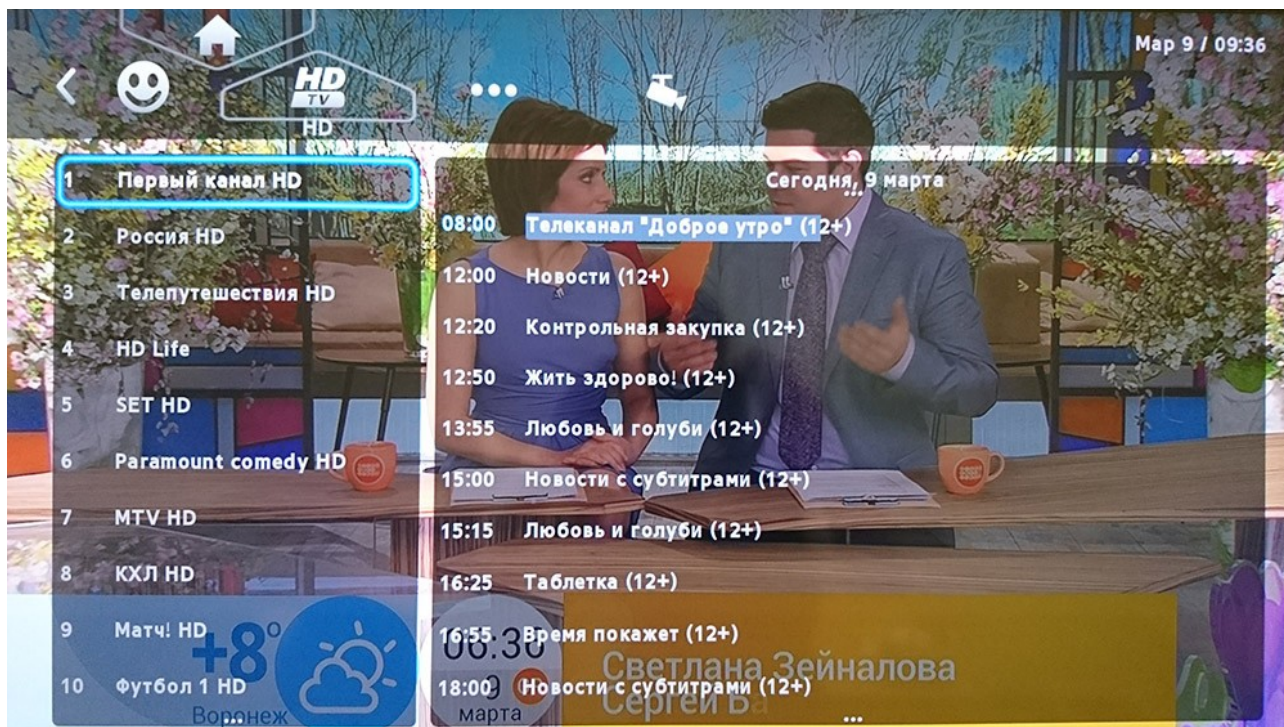 Мар 9 / 09:36
HD
TV
HD
1 Первый канал HD
2 Россия HD
3 Телепутешествия HD
4 HD Life
5 SET HD
6 Paramount comedy HD
7 MTV HD
8 КХЛ HD
9 Матч! HD
10 Футбол 1 HD
...
Сегодня, 9 марта
...
08:00 Телеканал "Доброе утро" (12+)
12:00 Новости (12+)
12:20 Контрольная закупка (12+)
12:50 Жить здорово! (12+)
13:55 Любовь и голуби (12+)
15:00 Новости с субтитрами (12+)
15:15 Любовь и голуби (12+)
16:25 Таблетка (12+)
16:55 Время покажет (12+)
18:00 Новости с субтитрами (12+)
...
+8°
Воронеж
06:36
9
марта
Светлана Зейналова
Сергей